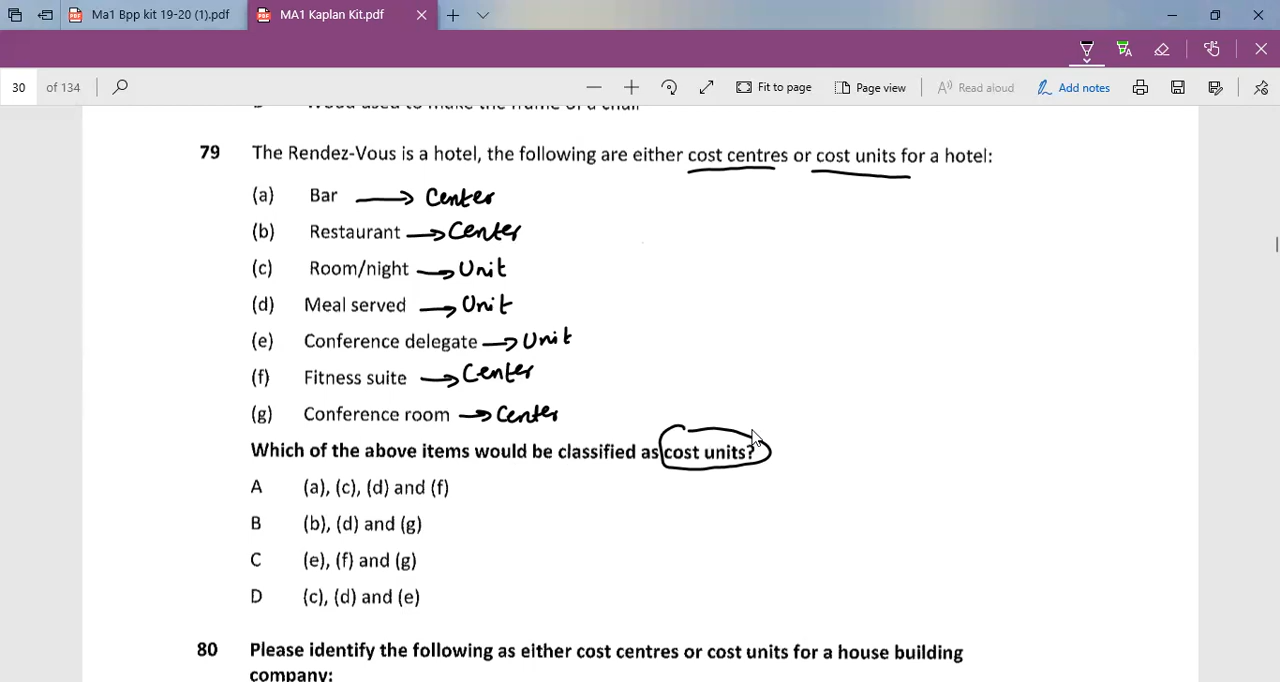 Ma1 Bpp kit 19-20 (1).pdf MA1 Kaplan Kit.pdf
30 of 134 Fit to page Page view Read aloud Add notes
79 The Rendez-Vous is a hotel, the following are either cost centres or cost units for a hotel:
(a) Bar → Center
(b) Restaurant → Center
(c) Room/night → Unit
(d) Meal served → Unit
(e) Conference delegate → Unit
(f) Fitness suite → Center
(g) Conference room → Center
Which of the above items would be classified as cost units?
A (a), (c), (d) and (f)
B (b), (d) and (g)
C (e), (f) and (g)
D (c), (d) and (e)
80 Please identify the following as either cost centres or cost units for a house building
company: